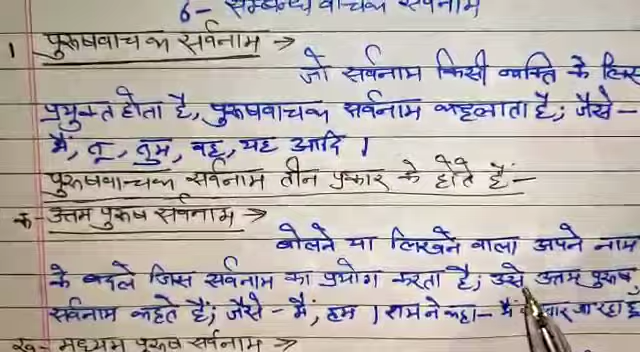 6- सम्बन्ध वाचक सर्वनाम
1 पुरुषवाचक सर्वनाम →
जो सर्वनाम किसी व्यक्ति के लिए
प्रयुक्त होता है, पुरुषवाचक सर्वनाम कहलाता है; जैसे -
मैं, तू, तुम, वह, यह आदि ।
पुरुषवाचक सर्वनाम तीन प्रकार के होते हैं-
क- उत्तम पुरुष सर्वनाम →
बोलने या लिखने वाला अपने नाम
के बदले जिस सर्वनाम का प्रयोग करता है; उसे उत्तम पुरुष
सर्वनाम कहते हैं; जैसे - मैं, हम । राम ने कहा- मैं जा रहा हूँ
ख- मध्यम पुरुष सर्वनाम →